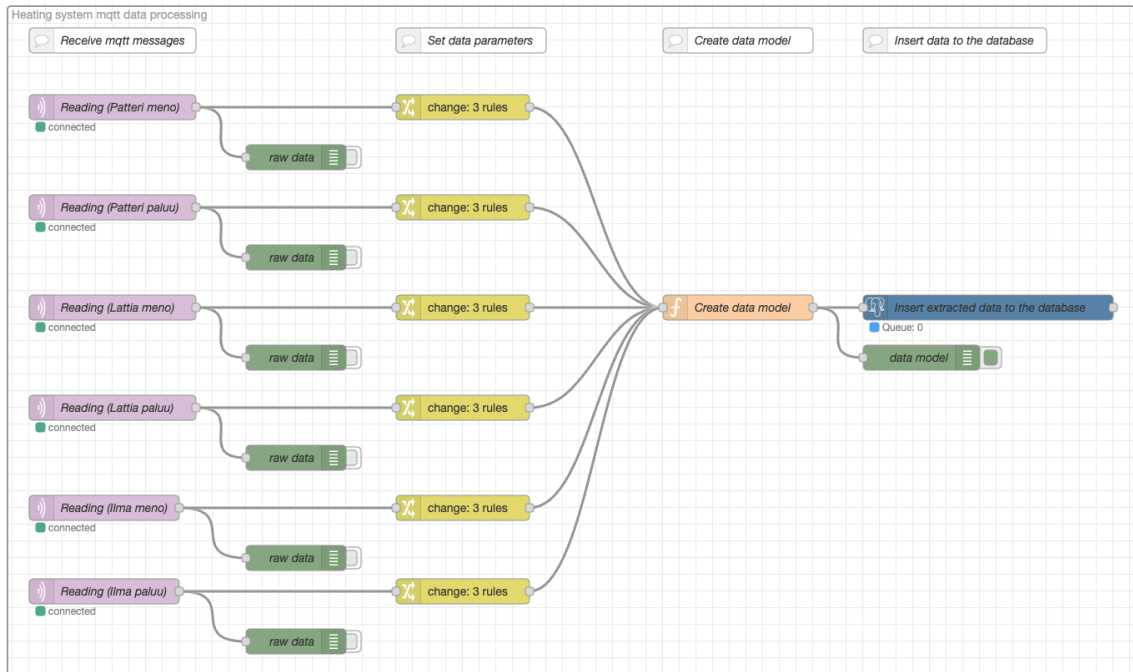 Heating system mqtt data processing
Receive mqtt messages
Set data parameters
Create data model
Insert data to the database
Reading (Patteri meno)
change: 3 rules
connected
raw data
Reading (Patteri paluu)
change: 3 rules
connected
raw data
Reading (Lattia meno)
change: 3 rules
Create data model
Insert extracted data to the database
connected
Queue: 0
raw data
data model
Reading (Lattia paluu)
change: 3 rules
connected
raw data
Reading (Ilma meno)
change: 3 rules
connected
raw data
Reading (Ilma paluu)
change: 3 rules
connected
raw data